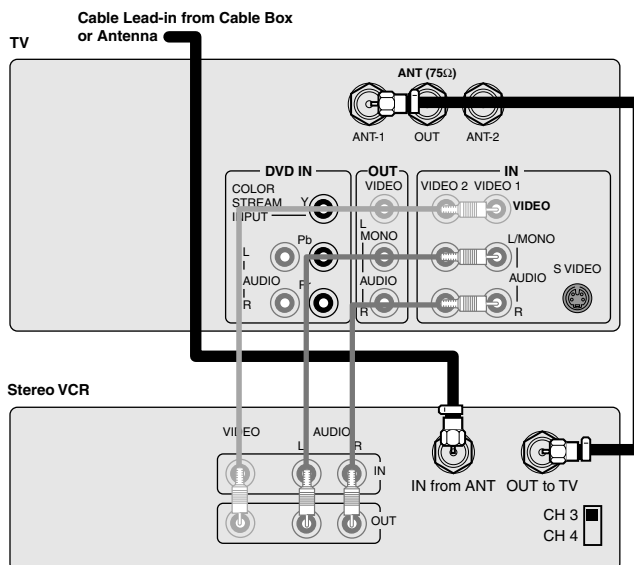 Cable Lead-in from Cable Box
or Antenna
TV
ANT (75Ω)
ANT-1 OUT ANT-2
DVD IN OUT IN
COLOR
STREAM
INPUT
Y
VIDEO
VIDEO 2 VIDEO 1
VIDEO
Pb
L
MONO
L/MONO
L
I
AUDIO
I
R
Pr
AUDIO
R
AUDIO
R
S VIDEO
Stereo VCR
VIDEO AUDIO
L R
IN
OUT
IN from ANT OUT to TV
CH 3
CH 4